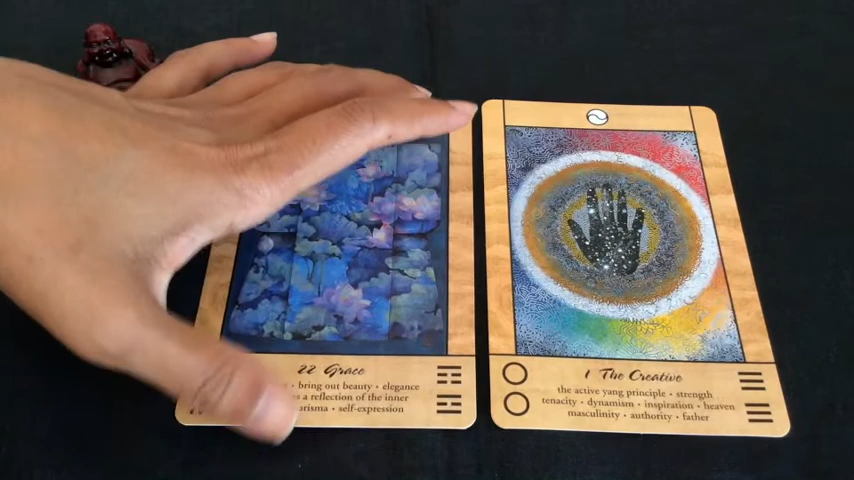 22 Grace
bring out beauty • elegance
a reflection of the inner
self-expression
1 The Creative
the active yang principle • strength
tenacity • dynamism • inspiration • heaven
masculinity • authority • father